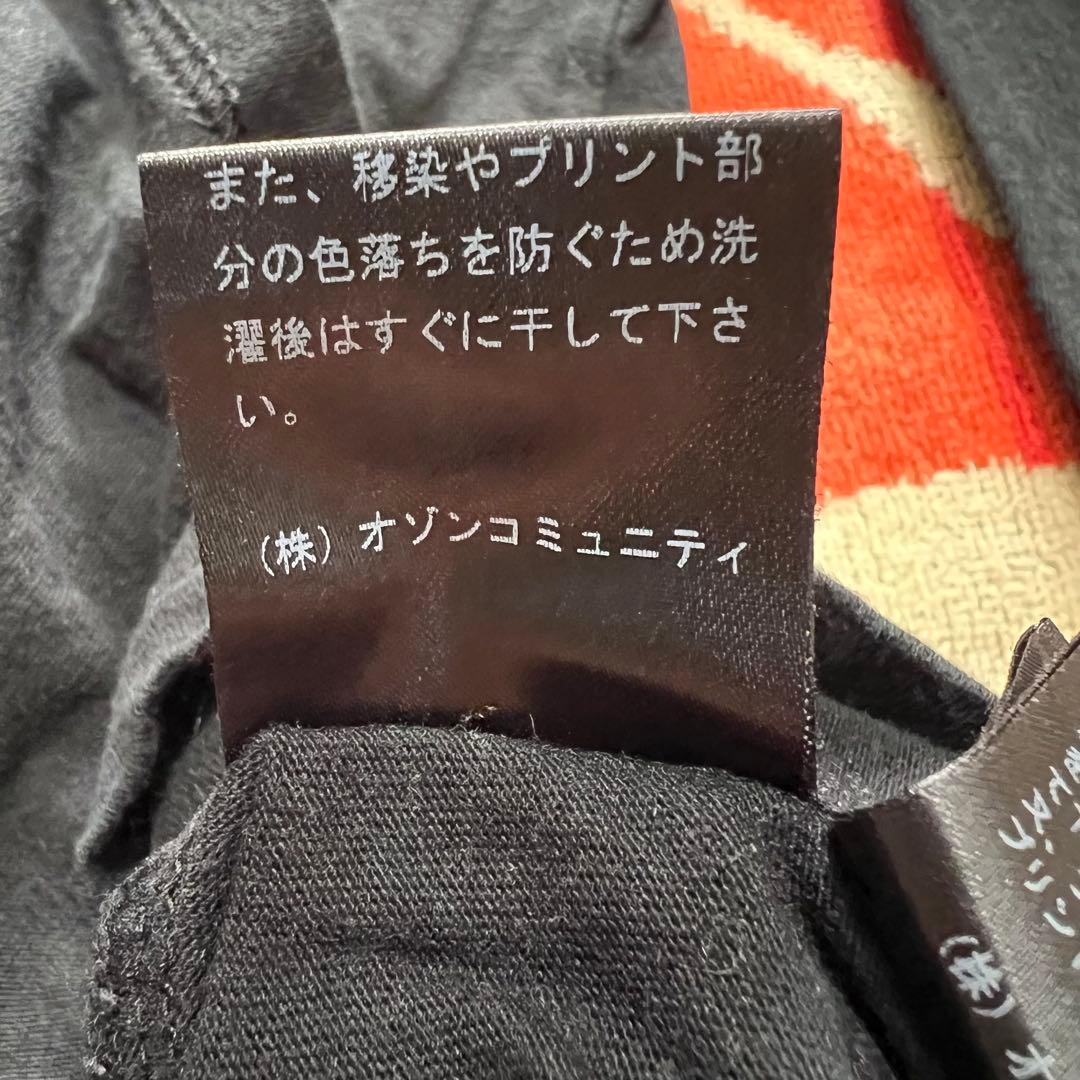 また、移染やプリント部
分の色落ちを防ぐため洗
濯後はすぐに干して下さ
い。
(株) オゾンコミュニティ
(株) オ